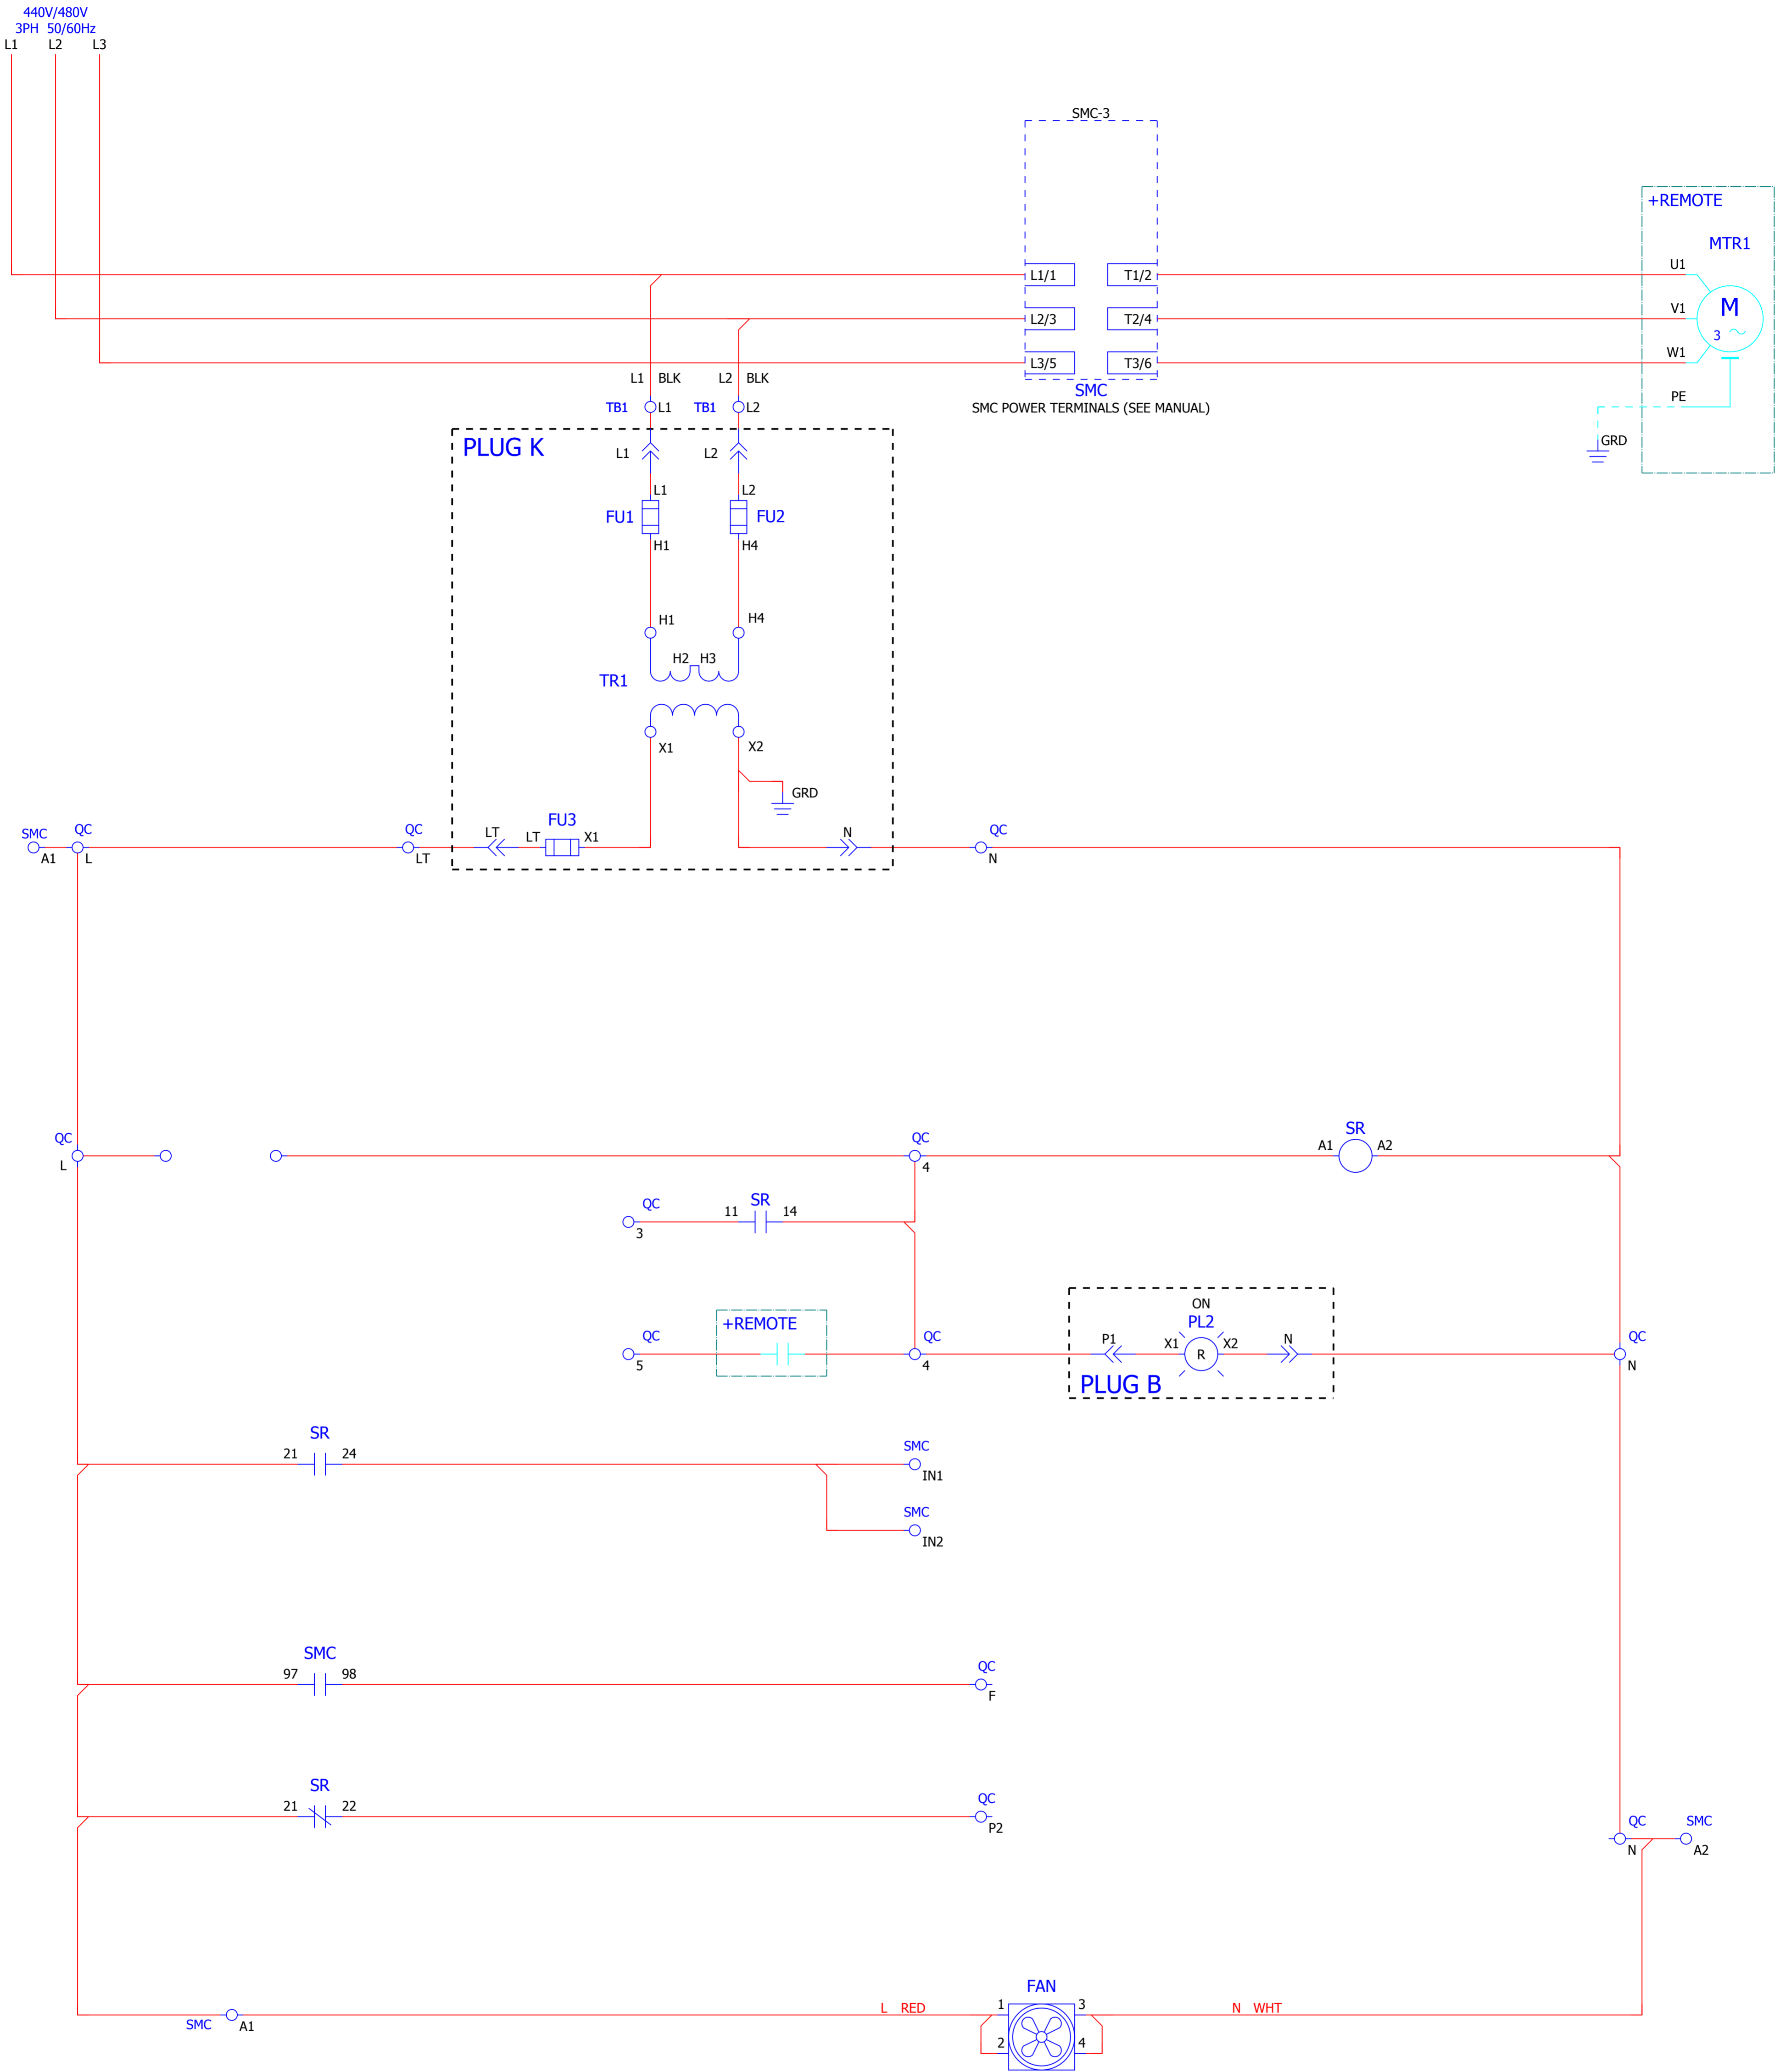 440V/480V
3PH 50/60Hz
L1 L2 L3
SMC-3
+REMOTE
MTR1
L1/1 T1/2 U1
L2/3 T2/4 V1 M
3
L3/5 T3/6 W1
L1 BLK L2 BLK
SMC
SMC POWER TERMINALS (SEE MANUAL)
PE
GRD
TB1 L1 TB1 L2
PLUG K
L1 L2
L1 L2
FU1 FU2
H1 H4
H1 H4
H2 H3
TR1
X1 X2
GRD
FU3
SMC QC QC LT LT X1 N QC
A1 L LT N
QC QC SR
L 4 A1 A2
QC SR
3 11 14
+REMOTE
ON
PL2
QC QC P1 X1 R X2 N QC
5 4 N
PLUG B
SR
21 24 SMC
IN1
SMC
IN2
SMC
97 98 QC
F
SR
21 22 QC
P2
QC SMC
N A2
FAN
L RED 1 3 N WHT
SMC A1
2 4